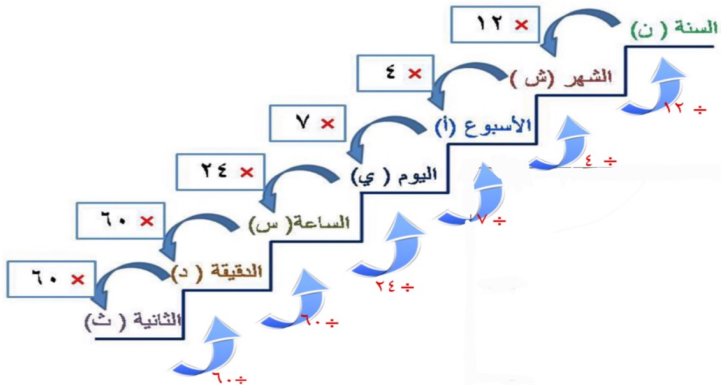 السنة ( ن)
× ١٢
الشهر (ش )
× ٤
÷ ١٢
الأسبوع (أ)
× ٧
÷ ٤
اليوم ( ي)
× ٢٤
÷ ٧
الساعة( س)
× ٦٠
÷ ٢٤
الدقيقة ( د)
× ٦٠
÷ ٦٠
الثانية ( ث)
÷ ٦٠